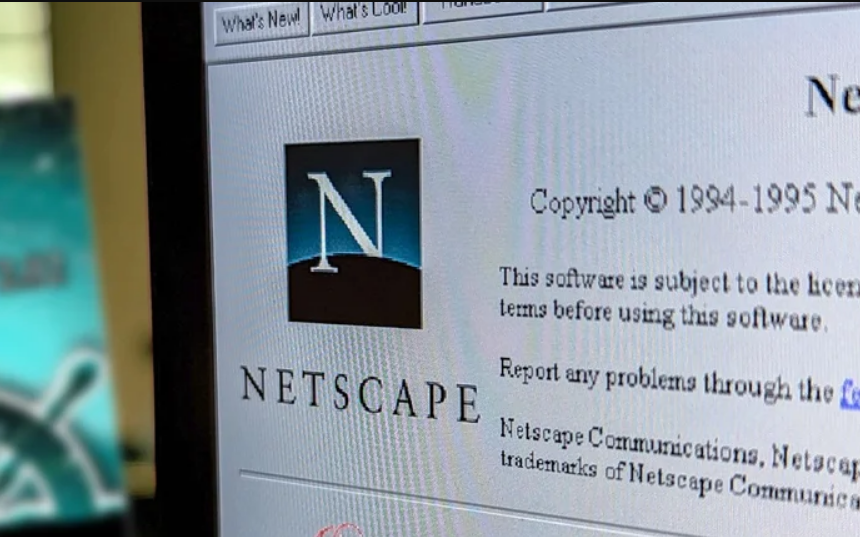 What's New!
What's Cool!
Ne
N
Copyright © 1994-1995 Ne
This software is subject to the licen
terms before using this software.
Report any problems through the fe
NETSCAPE
Netscape Communications, Netscap
trademarks of Netscape Communica